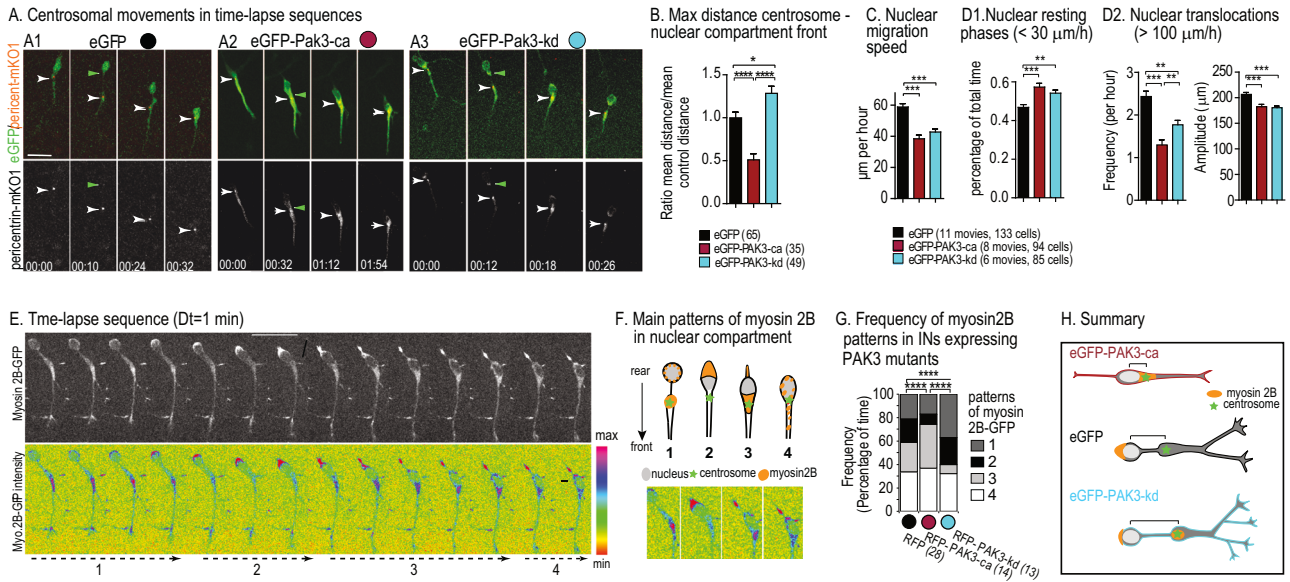 A. Centrosomal movements in time-lapse sequences
A1 eGFP
A2 eGFP-Pak3-ca
A3 eGFP-Pak3-kd
eGFP/pericent-mKO1
pericentrin-mKO1
00:00 00:10 00:24 00:32
00:00 00:32 01:12 01:54
00:00 00:12 00:18 00:26
B. Max distance centrosome -
nuclear compartment front
Ratio mean distance/mean
control distance
1.5
1.0
0.5
0.0
* **** ****
eGFP (65)
eGFP-PAK3-ca (35)
eGFP-PAK3-kd (49)
C. Nuclear
migration
speed
µm per hour
80
60
40
20
0
*** ***
D1.Nuclear resting
phases (< 30 µm/h)
percentage of total time
0.6
0.4
0.2
0.0
** ***
D2. Nuclear translocations
(> 100 µm/h)
Frequency (per hour)
3
2
1
0
** *** **
Amplitude (µm)
250
200
150
100
50
0
*** ***
eGFP (11 movies, 133 cells)
eGFP-PAK3-ca (8 movies, 94 cells)
eGFP-PAK3-kd (6 movies, 85 cells)
E. Tme-lapse sequence (Dt=1 min)
Myosin 2B-GFP
Myo.2B-GFP intensity
max
min
1 2 3 4
F. Main patterns of myosin 2B
in nuclear compartment
rear
front
1 2 3 4
nucleus centrosome myosin2B
G. Frequency of myosin2B
patterns in INs expressing
PAK3 mutants
Frequency
(Percentage of time)
100
80
60
40
20
0
**** **** ****
patterns
of myosin
2B-GFP
1
2
3
4
RFP (28)
RFP-PAK3-ca (14)
RFP-PAK3-kd (13)
H. Summary
eGFP-PAK3-ca
myosin 2B
centrosome
eGFP
eGFP-PAK3-kd